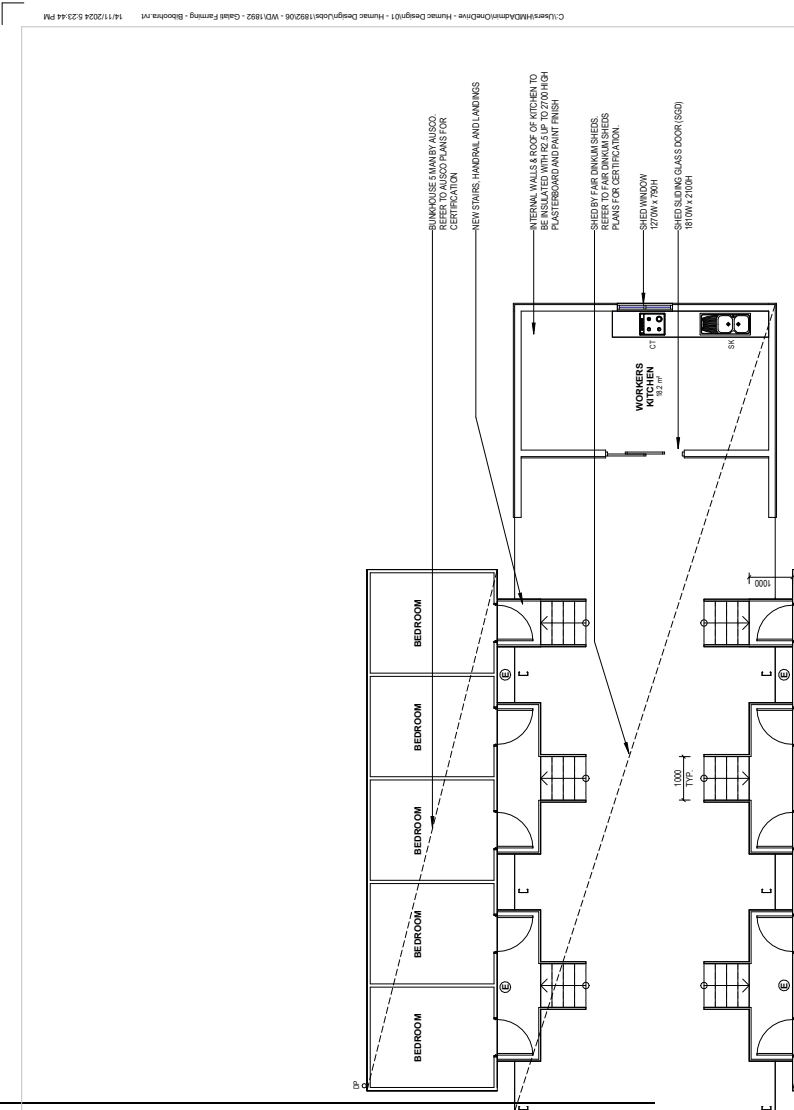 C:\Users\HMDAdmin\OneDrive - Humac Design\01 - Humac Design\Jobs\1892\06 - WD\1892 - Galati Farming - Biboohra.rvt
14/11/2024 5:23:44 PM
BUNKHOUSE 5 MAN BY AUSCO.
REFER TO AUSCO PLANS FOR
CERTIFICATION
NEW STAIRS, HANDRAIL AND LANDINGS
INTERNAL WALLS & ROOF OF KITCHEN TO
BE INSULATED WITH R2.5 UP TO 2700 HIGH
PLASTERBOARD AND PAINT FINISH
SHED BY FAIR DINKUM SHEDS.
REFER TO FAIR DINKUM SHEDS
PLANS FOR CERTIFICATION.
SHED WINDOW
1270W x 790H
SHED SLIDING GLASS DOOR (SGD)
1810W x 2100H
CT
SK
WORKERS
KITCHEN
18.2 m²
1000
BEDROOM
BEDROOM
BEDROOM
BEDROOM
BEDROOM
E
E
E
E
1000
TYP.
DP